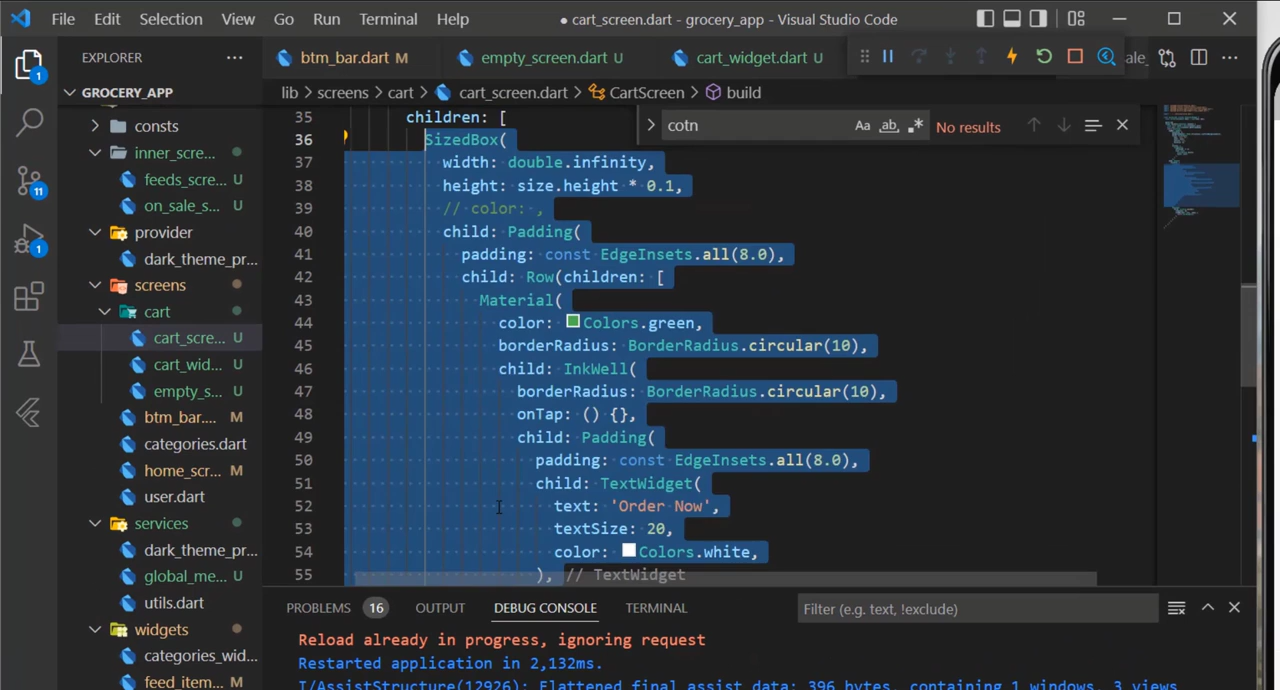 File Edit Selection View Go Run Terminal Help ● cart_screen.dart - grocery_app - Visual Studio Code
EXPLORER
btm_bar.dart M empty_screen.dart U cart_widget.dart U
GROCERY_APP
lib > screens > cart > cart_screen.dart > CartScreen > build
cotn Aa ab, .* No results
consts
inner_scre...
feeds_scre... U
on_sale_s... U
provider
dark_theme_pr...
screens
cart
cart_scre... U
cart_wid... U
empty_s... U
btm_bar.... M
categories.dart
home_scr... M
user.dart
services
dark_theme_pr...
global_me... U
utils.dart
widgets
categories_wid...
feed_item...
1
11
1
35 children: [
36 SizedBox(
37 width: double.infinity,
38 height: size.height * 0.1,
39 // color: ,
40 child: Padding(
41 padding: const EdgeInsets.all(8.0),
42 child: Row(children: [
43 Material(
44 color: Colors.green,
45 borderRadius: BorderRadius.circular(10),
46 child: InkWell(
47 borderRadius: BorderRadius.circular(10),
48 onTap: () {},
49 child: Padding(
50 padding: const EdgeInsets.all(8.0),
51 child: TextWidget(
52 text: 'Order Now',
53 textSize: 20,
54 color: Colors.white,
55 ), // TextWidget
PROBLEMS 16 OUTPUT DEBUG CONSOLE TERMINAL Filter (e.g. text, !exclude)
Reload already in progress, ignoring request
Restarted application in 2,132ms.
I/AssistStructure(12926): Flattened final assist data: 396 bytes, containing 1 windows, 3 views